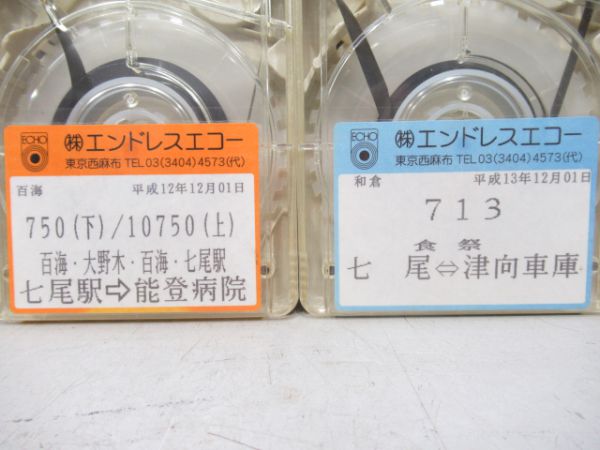 ECHO
㈱エンドレスエコー
東京西麻布 TEL 03(3404)4573(代)
百海 平成12年12月01日
750(下)/10750(上)
百海・大野木・百海・七尾駅
七尾駅⇨能登病院
ECHO
㈱エンドレスエコー
東京西麻布 TEL 03(3404)4573(代)
和倉 平成13年12月01日
713
食祭
七尾⇔津向車庫